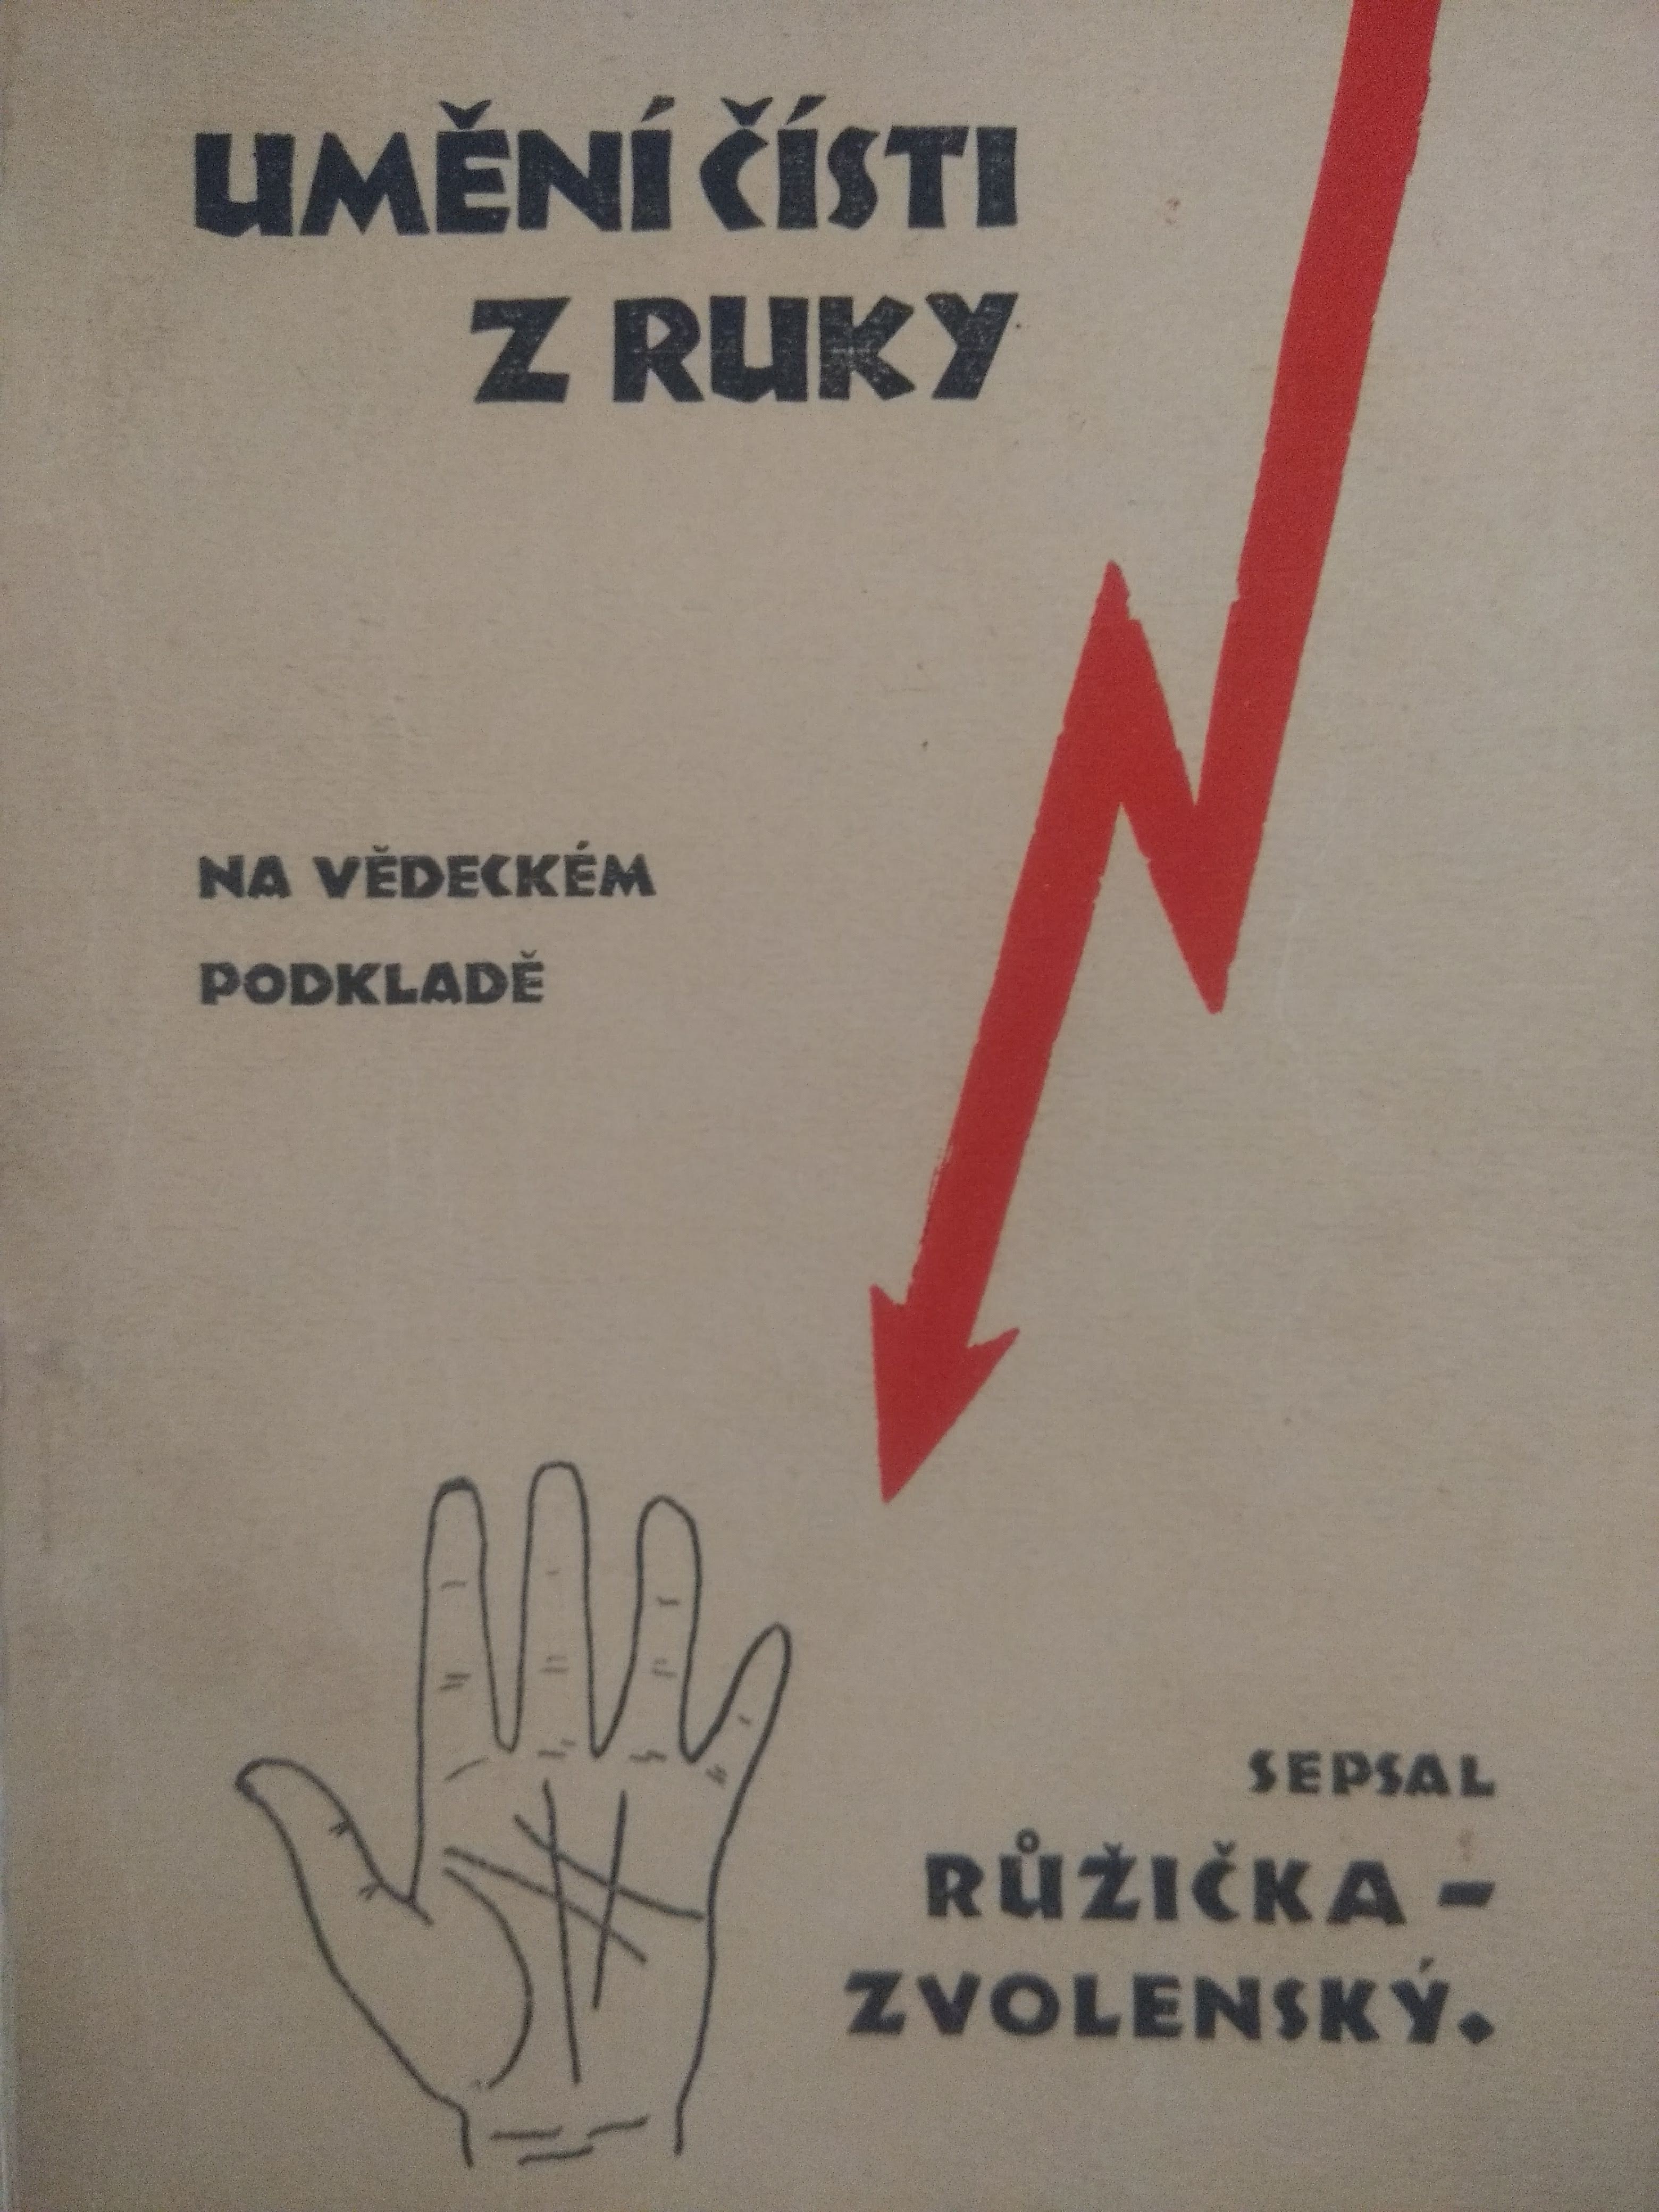 UMĚNÍ ČÍSTI
Z RUKY
NA VĚDECKÉM
PODKLADĚ
SEPSAL
RŮŽIČKA -
ZVOLENSKÝ.